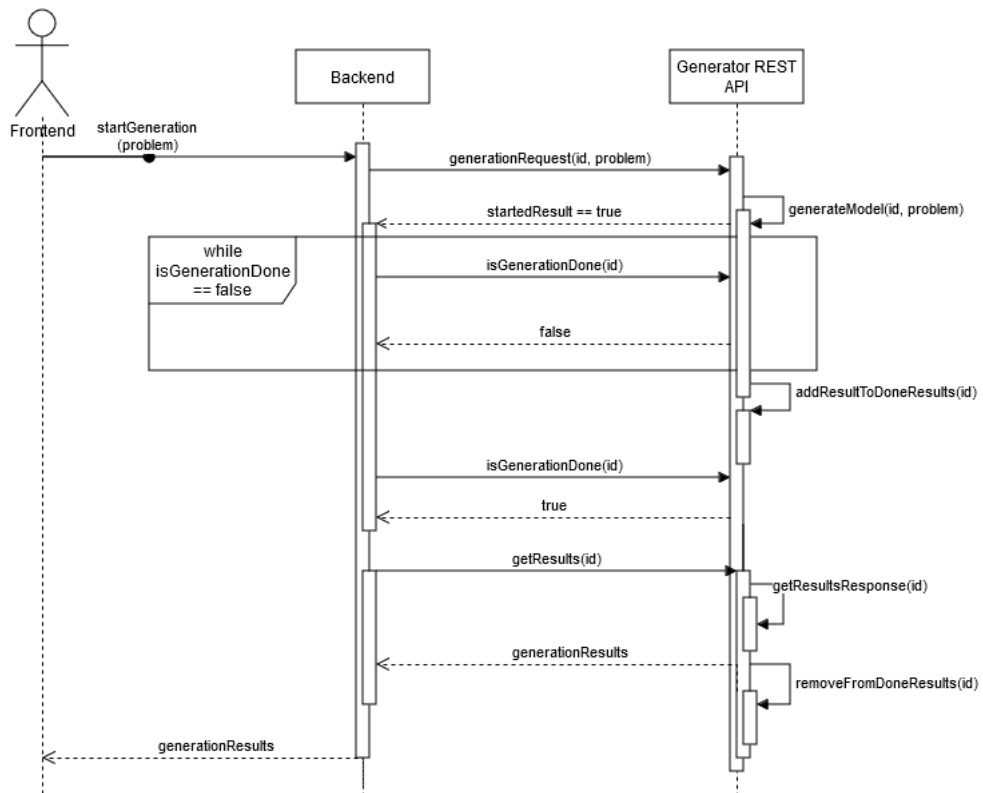 Frontend
Backend
Generator REST
API
startGeneration
(problem)
generationRequest(id, problem)
generateModel(id, problem)
startedResult == true
while
isGenerationDone
== false
isGenerationDone(id)
false
addResultToDoneResults(id)
isGenerationDone(id)
true
getResults(id)
getResultsResponse(id)
generationResults
removeFromDoneResults(id)
generationResults